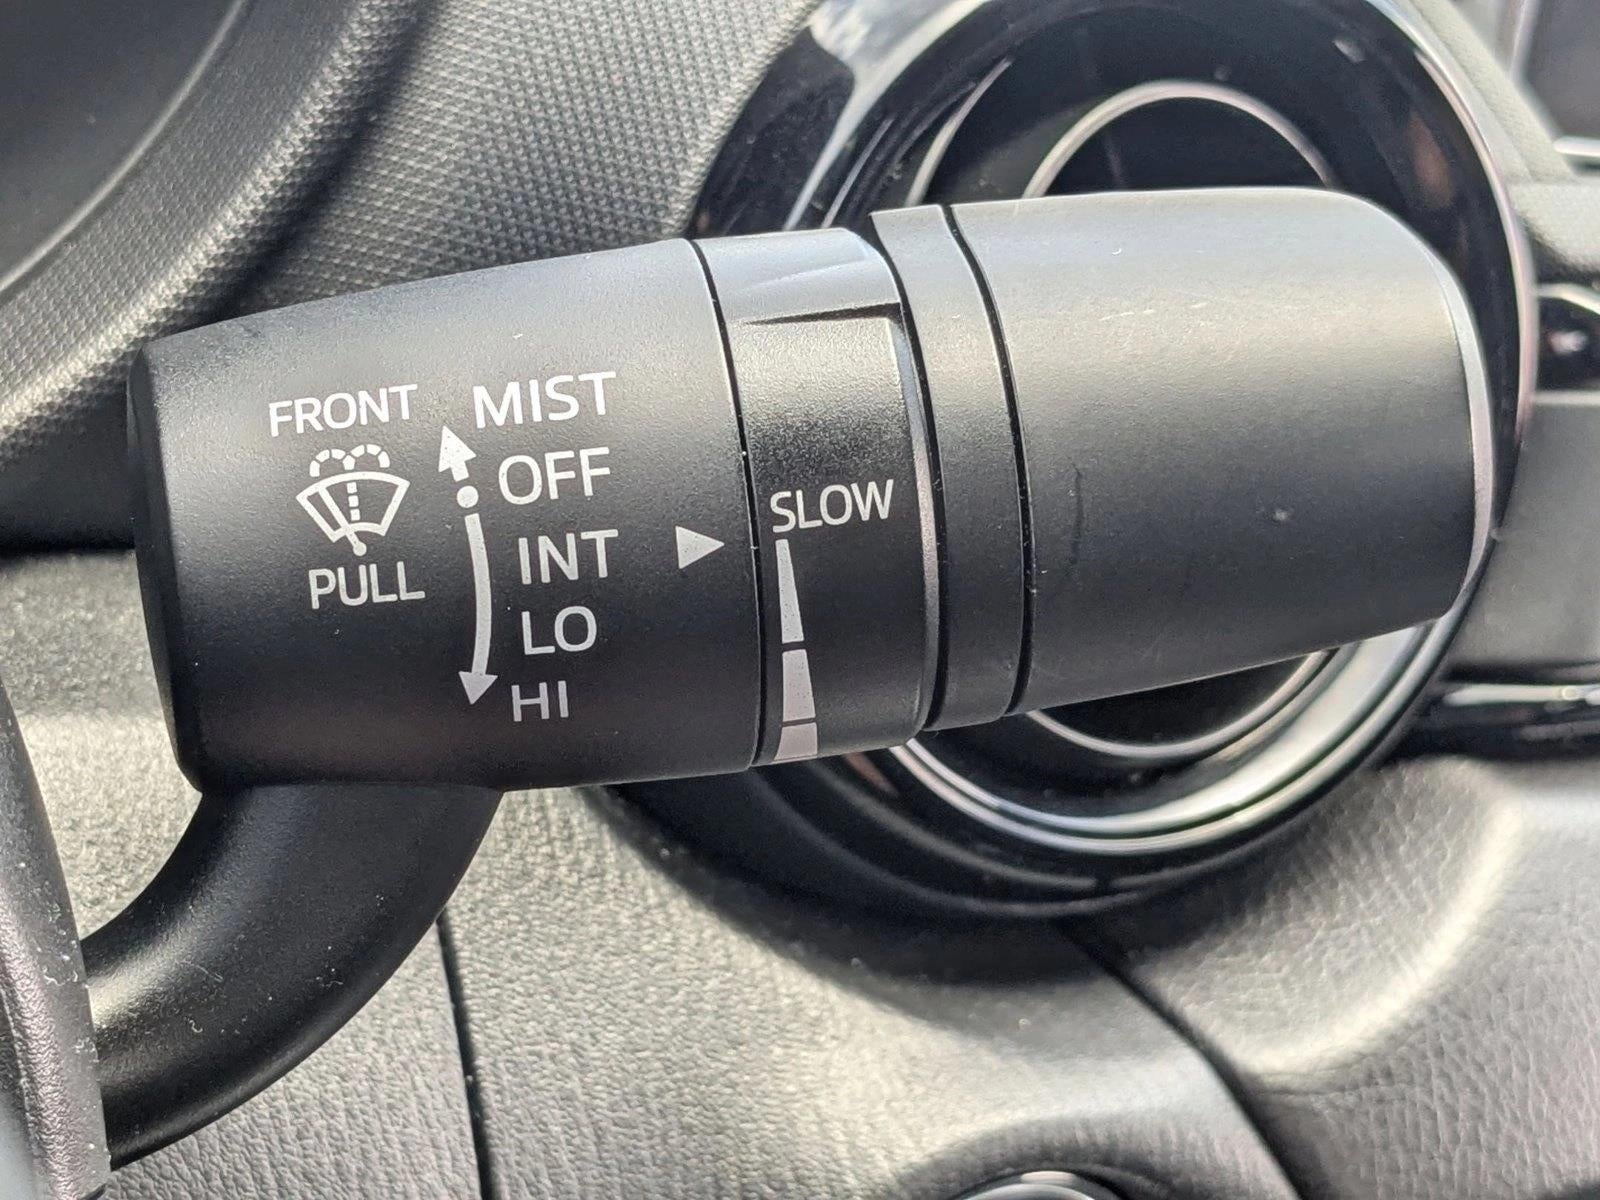 FRONT
PULL
MIST
OFF
INT
LO
HI
SLOW